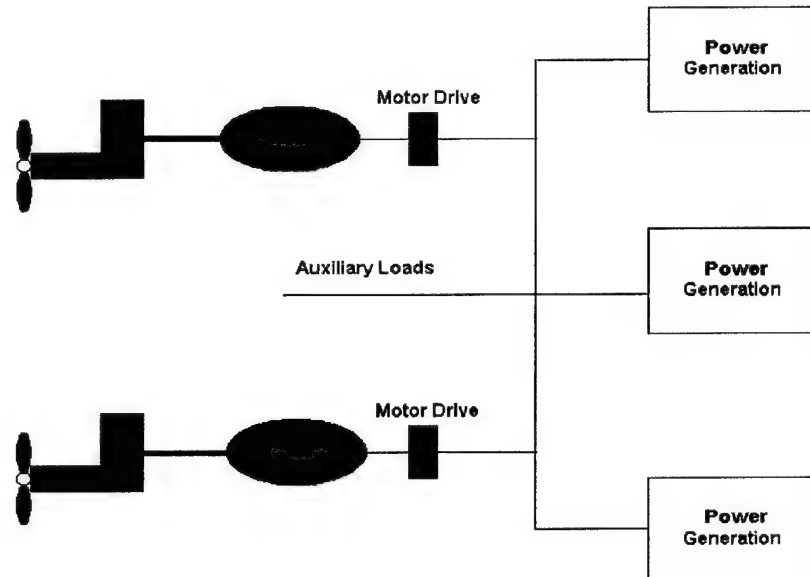 Power
Generation
Motor Drive
Auxiliary Loads
Power
Generation
Motor Drive
Power
Generation